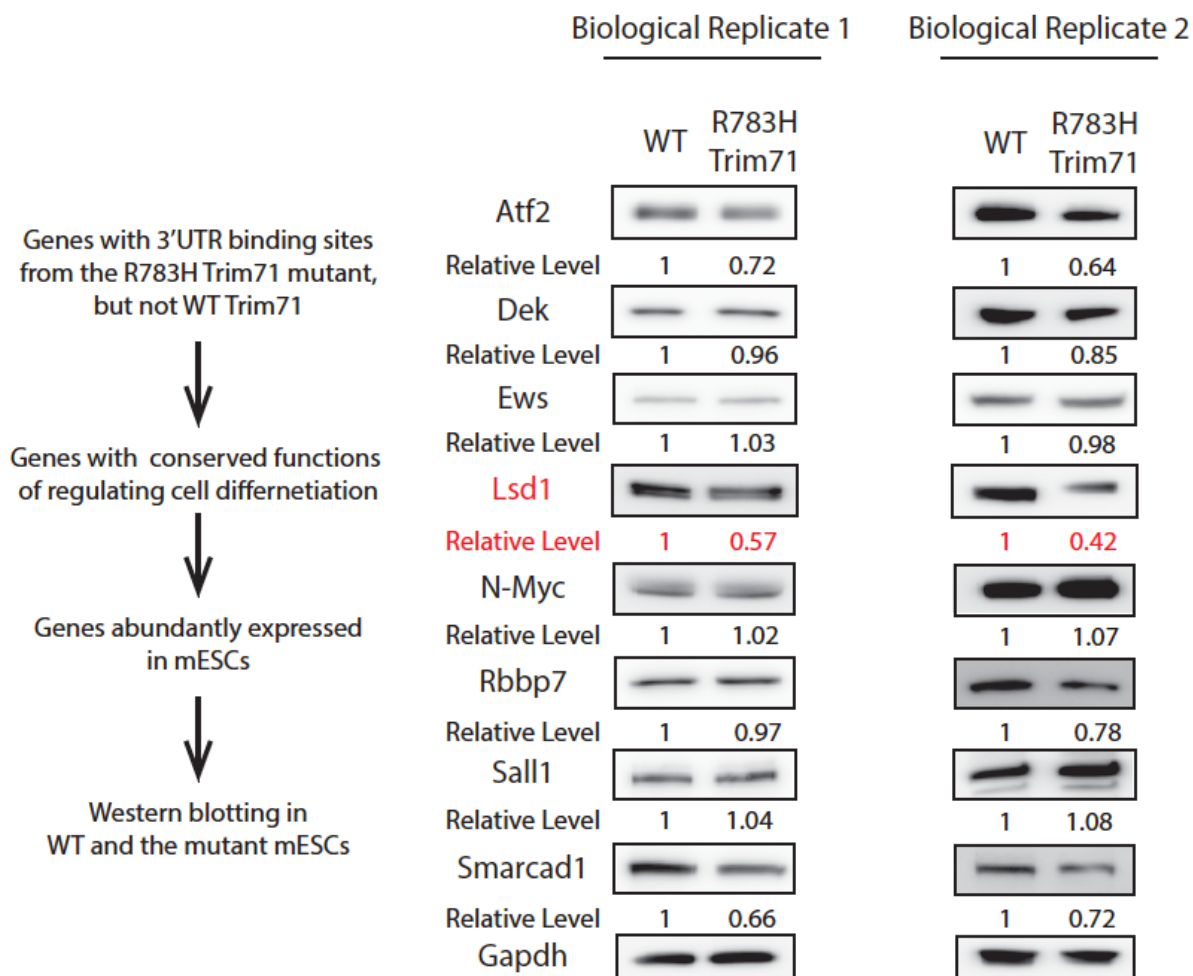 Biological Replicate 1 Biological Replicate 2
WT R783H Trim71 WT R783H Trim71
Genes with 3'UTR binding sites
from the R783H Trim71 mutant,
but not WT Trim71
Genes with conserved functions
of regulating cell differnetiation
Genes abundantly expressed
in mESCs
Western blotting in
WT and the mutant mESCs
Atf2
Relative Level 1 0.72 1 0.64
Dek
Relative Level 1 0.96 1 0.85
Ews
Relative Level 1 1.03 1 0.98
Lsd1
Relative Level 1 0.57 1 0.42
N-Myc
Relative Level 1 1.02 1 1.07
Rbbp7
Relative Level 1 0.97 1 0.78
Sall1
Relative Level 1 1.04 1 1.08
Smarcad1
Relative Level 1 0.66 1 0.72
Gapdh